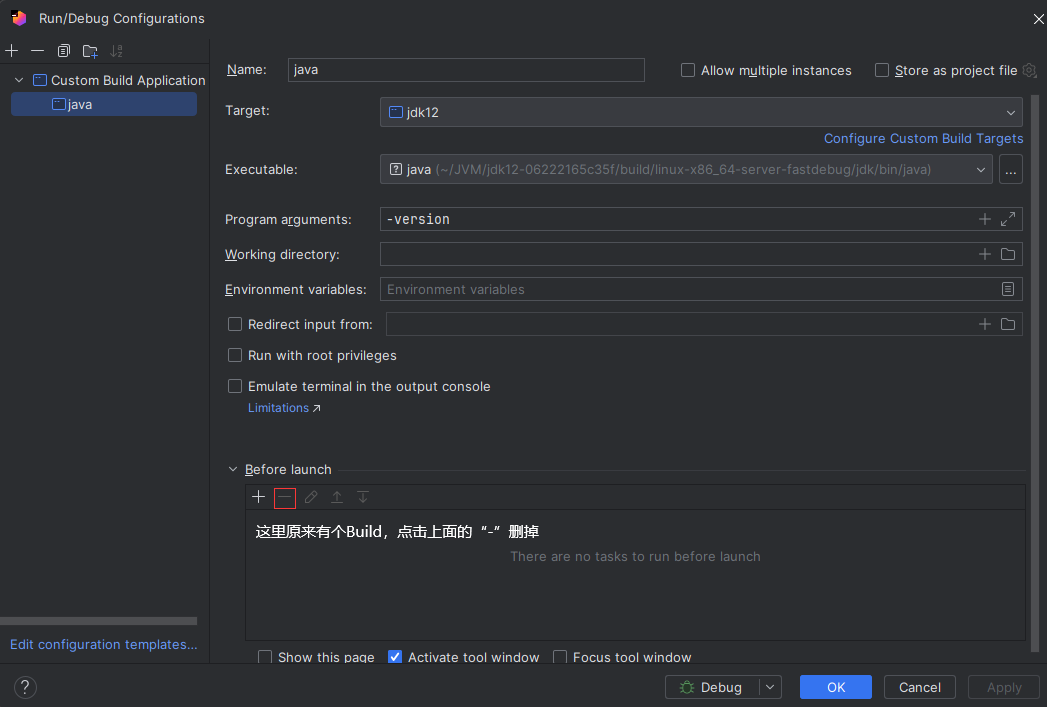 Run/Debug Configurations
Custom Build Application
java
Name: java
Allow multiple instances
Store as project file
Target: jdk12
Configure Custom Build Targets
Executable: java (~/JVM/jdk12-06222165c35f/build/linux-x86_64-server-fastdebug/jdk/bin/java)
...
Program arguments: -version
Working directory:
Environment variables: Environment variables
Redirect input from:
Run with root privileges
Emulate terminal in the output console
Limitations
Before launch
这里原来有个Build，点击上面的“-”删掉
There are no tasks to run before launch
Show this page
Activate tool window
Focus tool window
Edit configuration templates...
?
Debug
OK
Cancel
Apply